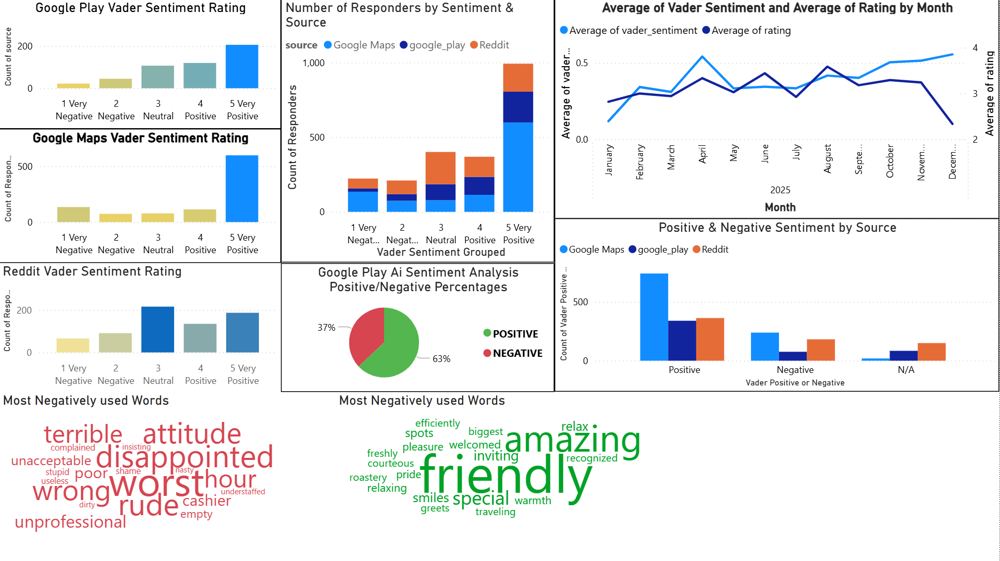 Google Play Vader Sentiment Rating
Count of source
200
0
1 Very Negative
2 Negative
3 Neutral
4 Positive
5 Very Positive
Google Maps Vader Sentiment Rating
Count of Respon...
500
0
1 Very Negative
2 Negative
3 Neutral
4 Positive
5 Very Positive
Reddit Vader Sentiment Rating
Count of Respo...
200
0
1 Very Negative
2 Negative
3 Neutral
4 Positive
5 Very Positive
Number of Responders by Sentiment &
Source
source Google Maps google_play Reddit
Count of Responders
1,000
500
0
1 Very Negat...
2 Negat...
3 Neutral
4 Positive
5 Very Positive
Vader Sentiment Grouped
Google Play Ai Sentiment Analysis
Positive/Negative Percentages
37%
63%
POSITIVE
NEGATIVE
Average of Vader Sentiment and Average of Rating by Month
Average of vader_sentiment Average of rating
Average of vader...
0.5
0.0
4
3
2
Average of rating
January
February
March
April
May
June
July
August
Septe...
October
Novem...
Decem...
2025
Month
Positive & Negative Sentiment by Source
Google Maps google_play Reddit
Count of Vader Positive ...
500
0
Positive
Negative
N/A
Vader Positive or Negative
Most Negatively used Words
terrible
attitude
complained
insisting
unacceptable
disappointed
stupid
poor
shame
nasty
useless
worst
hour
wrong
understaffed
dirty
rude
cashier
empty
unprofessional
Most Negatively used Words
efficiently
relax
spots
biggest
amazing
pleasure
welcomed
freshly
inviting
recognized
courteous
roastery
pride
friendly
relaxing
smiles
special
warmth
greets
traveling